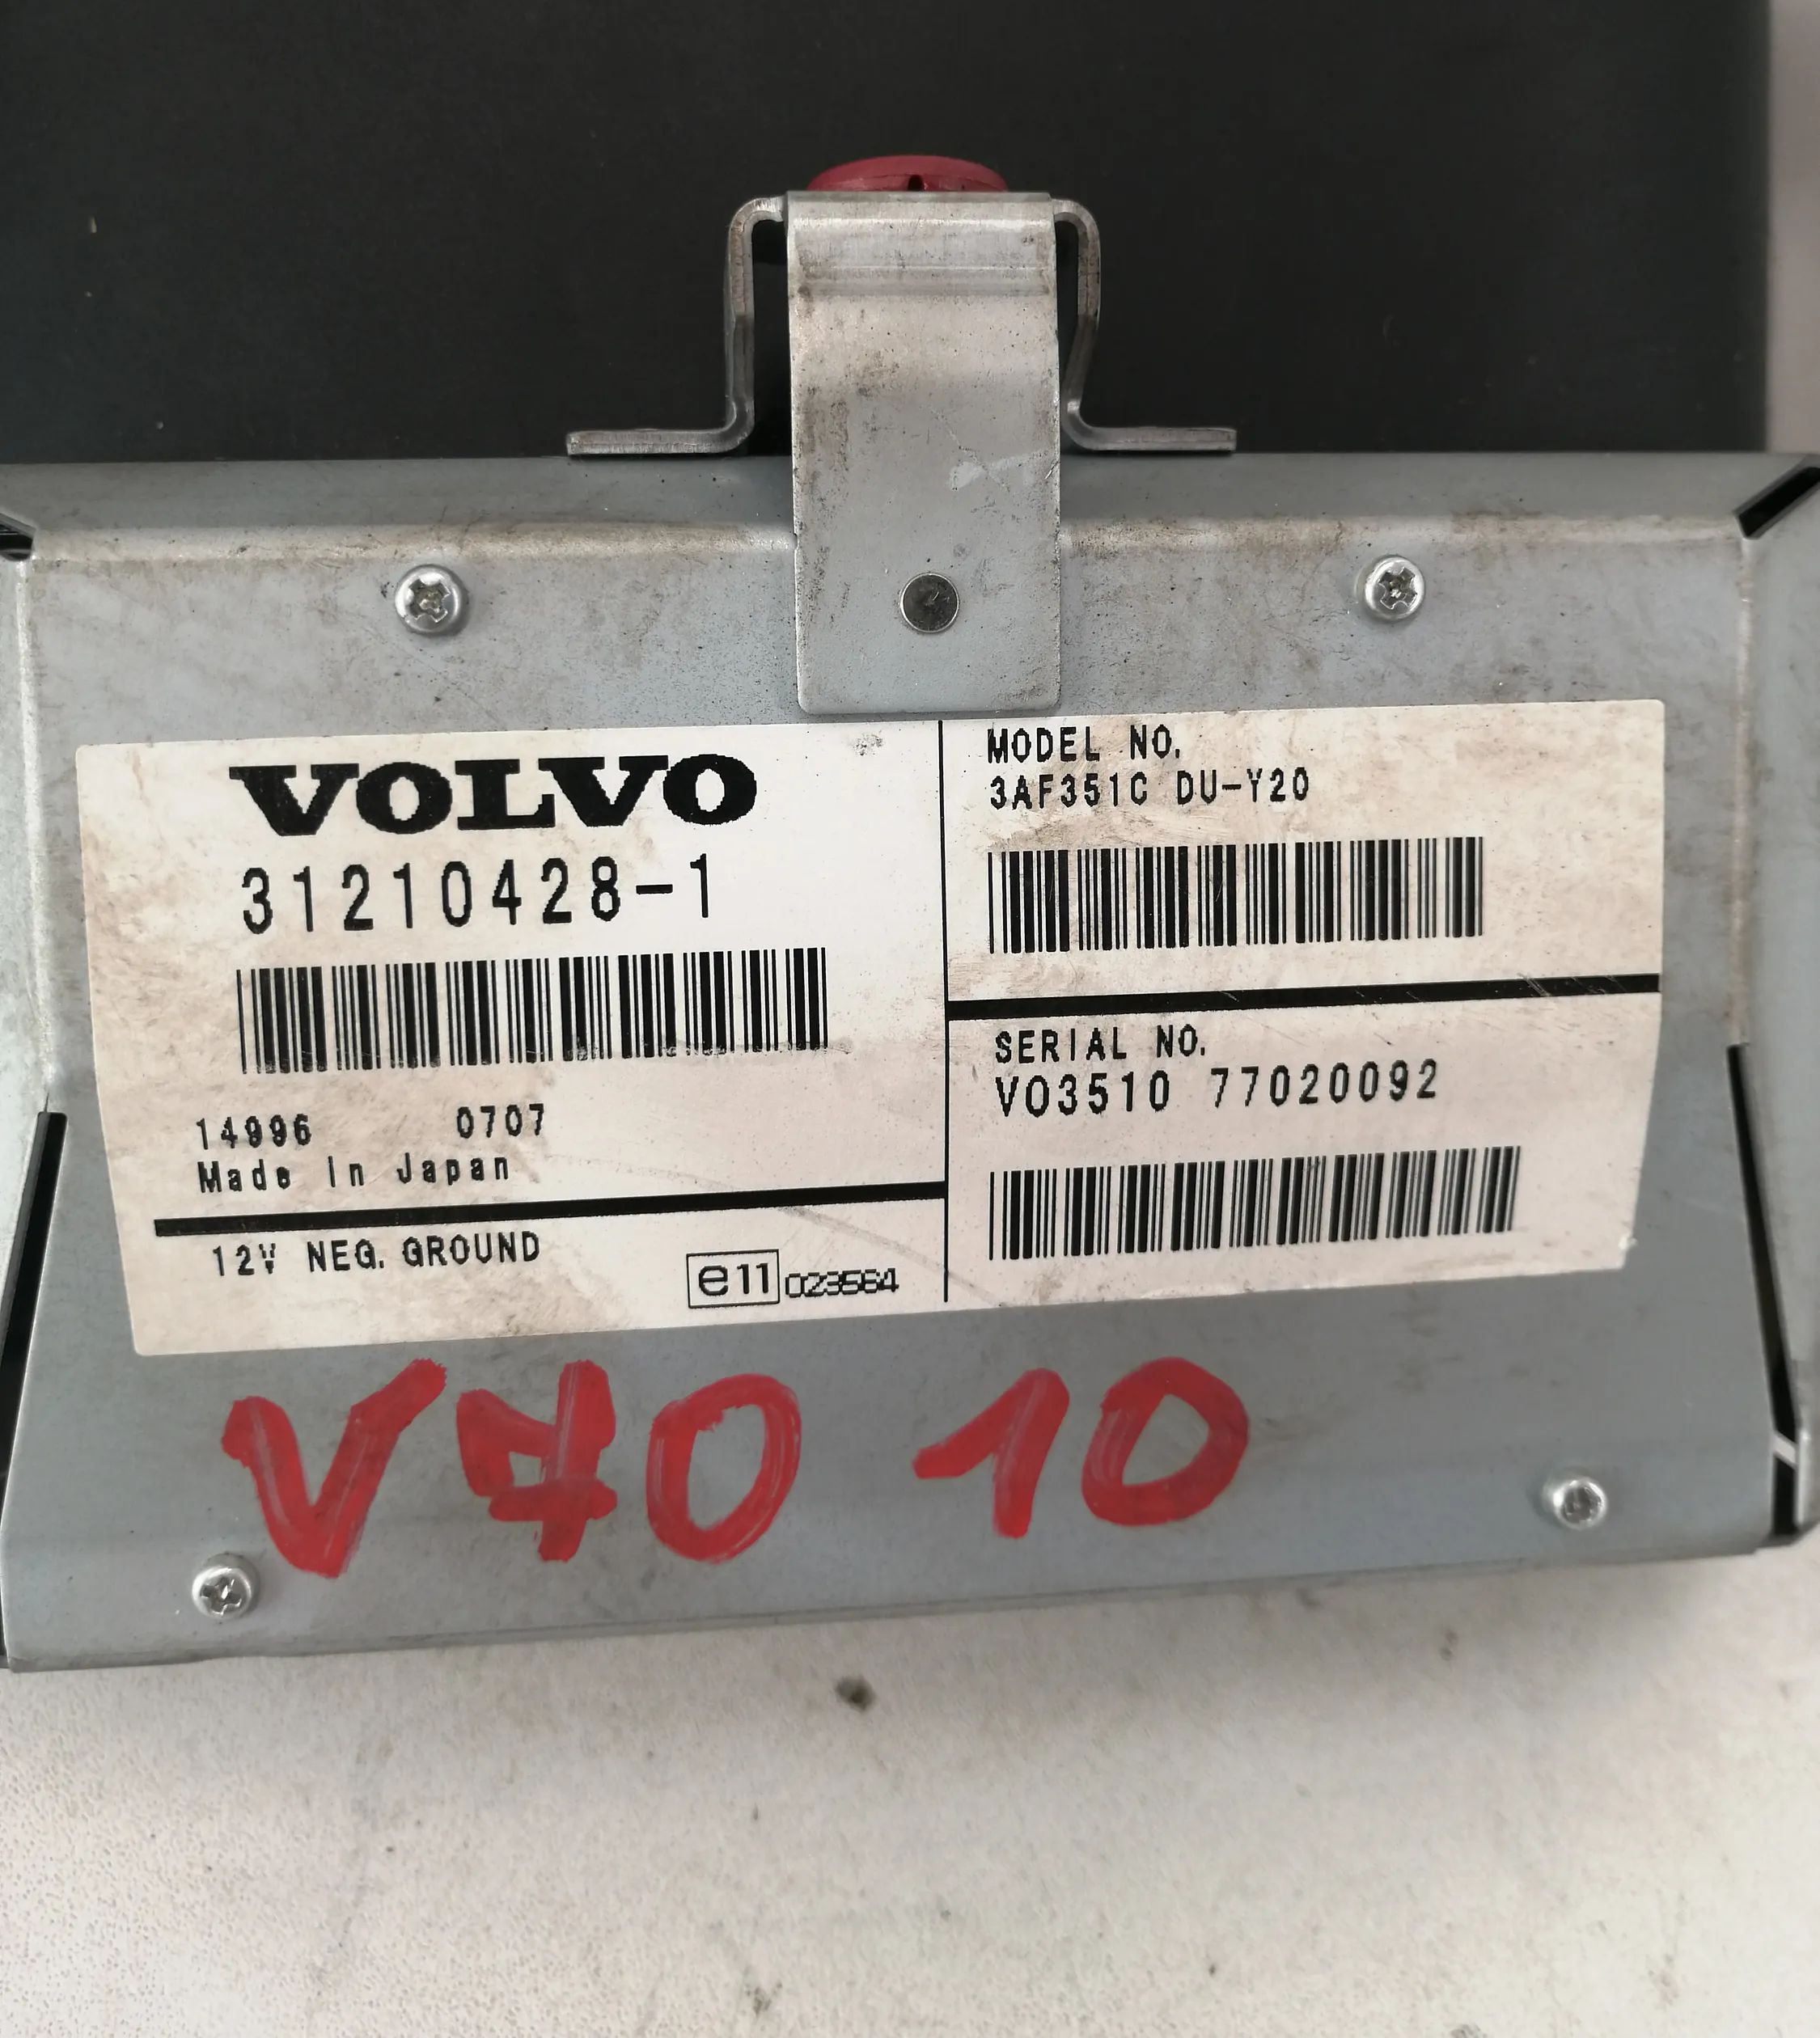 VOLVO
31210428-1
14996 0707
Made in Japan
12V NEG. GROUND
e11 023564
MODEL NO.
3AF351C DU-Y20
SERIAL NO.
VO3510 77020092
V70 10